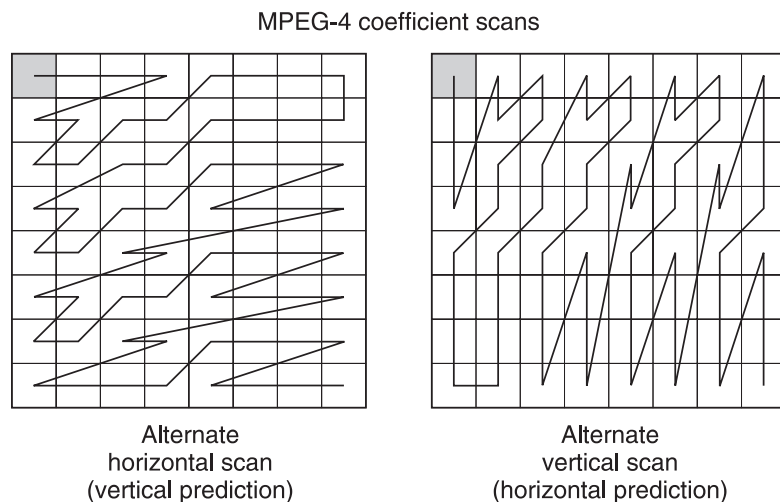 MPEG-4 coefficient scans
Alternate
horizontal scan
(vertical prediction)
Alternate
vertical scan
(horizontal prediction)